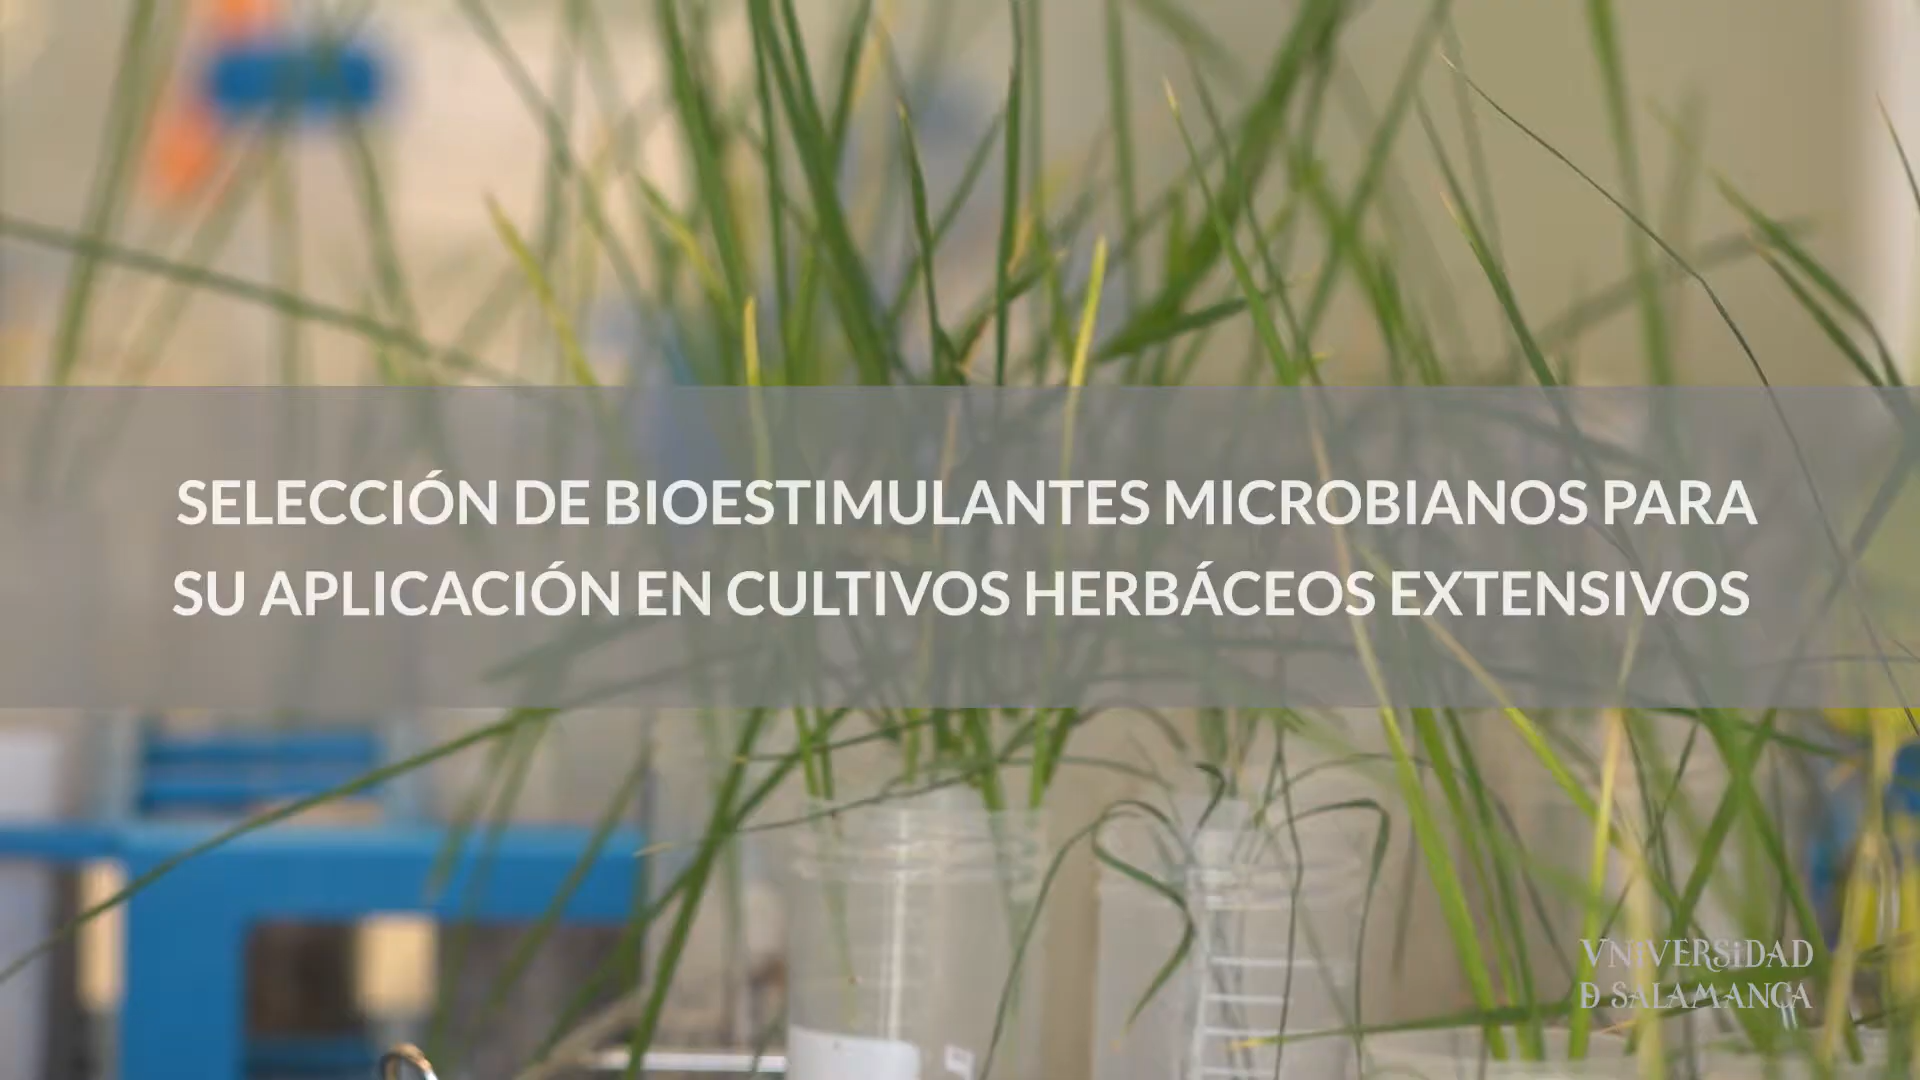 SELECCIÓN DE BIOESTIMULANTES MICROBIANOS PARA
SU APLICACIÓN EN CULTIVOS HERBÁCEOS EXTENSIVOS
VNiVERSiDAD
Ð SALAMANCA